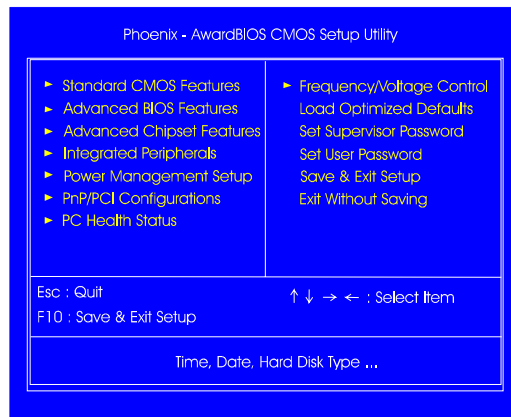 Phoenix - AwardBIOS CMOS Setup Utility
► Standard CMOS Features
► Advanced BIOS Features
► Advanced Chipset Features
► Integrated Peripherals
► Power Management Setup
► PnP/PCI Configurations
► PC Health Status
► Frequency/Voltage Control
Load Optimized Defaults
Set Supervisor Password
Set User Password
Save & Exit Setup
Exit Without Saving
Esc : Quit
F10 : Save & Exit Setup
↑ ↓ → ← : Select Item
Time, Date, Hard Disk Type ...